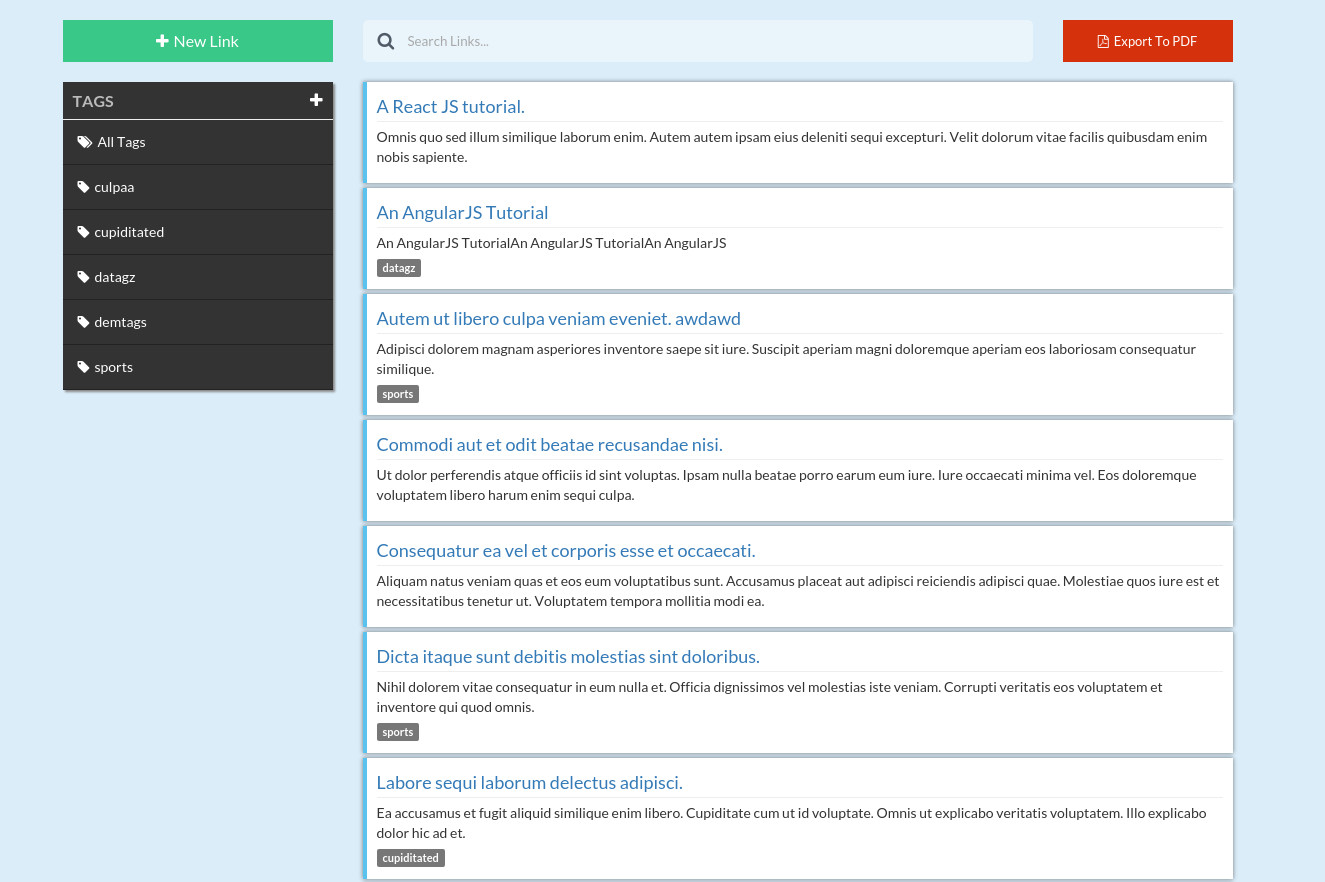 New Link
Search Links...
Export To PDF
TAGS
All Tags
culpaa
cupiditated
datagz
demtags
sports
A React JS tutorial.
Omnis quo sed illum similique laborum enim. Autem autem ipsam eius deleniti sequi excepturi. Velit dolorum vitae facilis quibusdam enim
nobis sapiente.
An AngularJS Tutorial
An AngularJS TutorialAn AngularJS TutorialAn AngularJS
datagz
Autem ut libero culpa veniam eveniet. awdawd
Adipisci dolorem magnam asperiores inventore saepe sit iure. Suscipit aperiam magni doloremque aperiam eos laboriosam consequatur
similique.
sports
Commodi aut et odit beatae recusandae nisi.
Ut dolor perferendis atque officiis id sint voluptas. Ipsam nulla beatae porro earum eum iure. Iure occaecati minima vel. Eos doloremque
voluptatem libero harum enim sequi culpa.
Consequatur ea vel et corporis esse et occaecati.
Aliquam natus veniam quas et eos eum voluptatibus sunt. Accusamus placeat aut adipisci reiciendis adipisci quae. Molestiae quos iure est et
necessitatibus tenetur ut. Voluptatem tempora mollitia modi ea.
Dicta itaque sunt debitis molestias sint doloribus.
Nihil dolorem vitae consequatur in eum nulla et. Officia dignissimos vel molestias iste veniam. Corrupti veritatis eos voluptatem et
inventore qui quod omnis.
sports
Labore sequi laborum delectus adipisci.
Ea accusamus et fugit aliquid similique enim libero. Cupiditate cum ut id voluptate. Omnis ut explicabo veritatis voluptatem. Illo explicabo
dolor hic ad et.
cupiditated